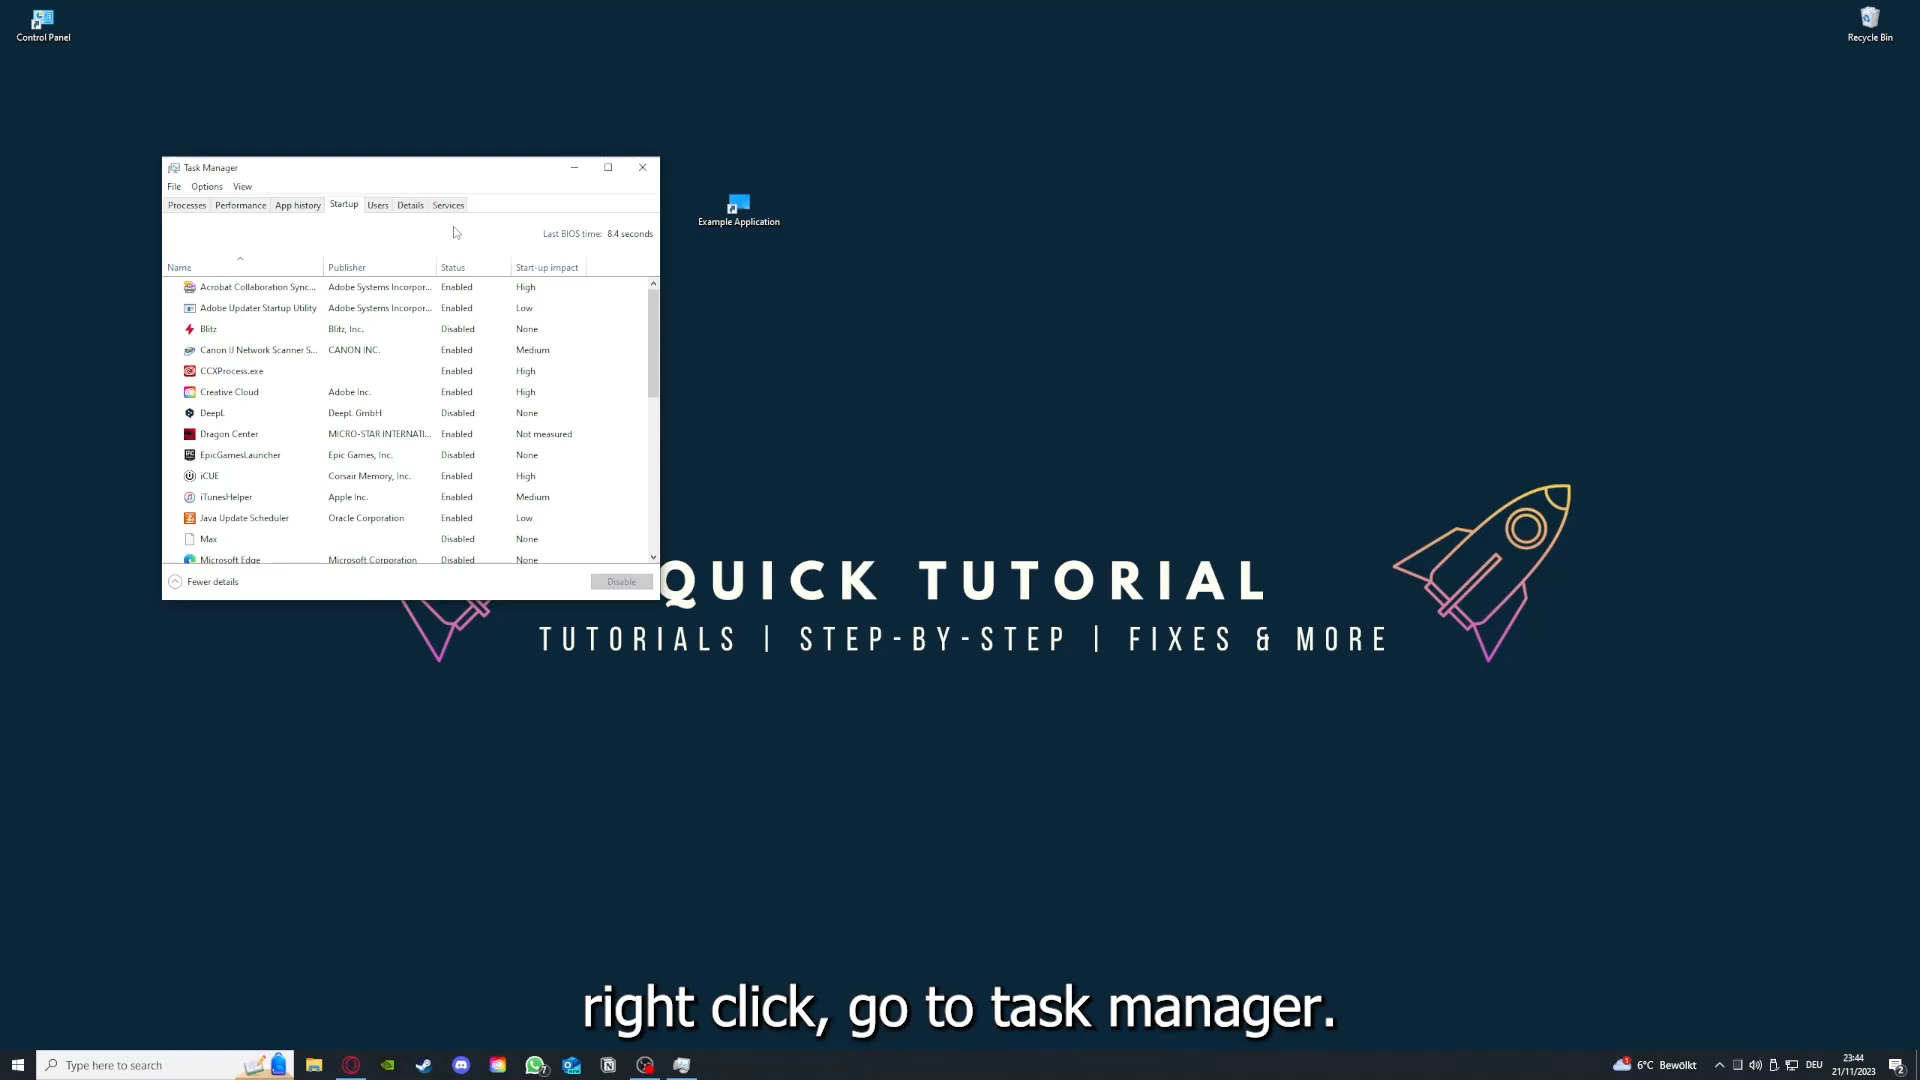 Control Panel
Recycle Bin
Task Manager
File Options View
Processes Performance App history Startup Users Details Services
Last BIOS time: 8.4 seconds
Name Publisher Status Start-up impact
Acrobat Collaboration Sync... Adobe Systems Incorpor... Enabled High
Adobe Updater Startup Utility Adobe Systems Incorpor... Enabled Low
Blitz Blitz, Inc. Disabled None
Canon IJ Network Scanner S... CANON INC. Enabled Medium
CCXProcess.exe Enabled High
Creative Cloud Adobe Inc. Enabled High
DeepL DeepL GmbH Disabled None
Dragon Center MICRO-STAR INTERNATI... Enabled Not measured
EpicGamesLauncher Epic Games, Inc. Disabled None
iCUE Corsair Memory, Inc. Enabled High
iTunesHelper Apple Inc. Enabled Medium
Java Update Scheduler Oracle Corporation Enabled Low
Max Disabled None
Microsoft Edge Microsoft Corporation Disabled None
Fewer details Disable
Example Application
QUICK TUTORIAL
TUTORIALS | STEP-BY-STEP | FIXES & MORE
right click, go to task manager.
Type here to search
7
1
6°C Bewölkt
DEU
23:44
21/11/2023
2